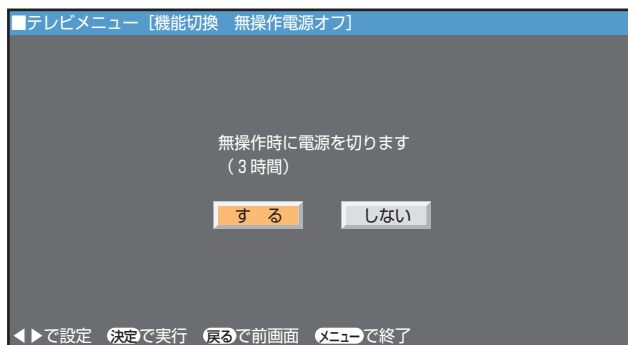 ■テレビメニュー [機能切換　無操作電源オフ]
無操作時に電源を切ります
（３時間）
す　る　　しない
◀▶で設定　決定で実行　戻るで前画面　メニューで終了